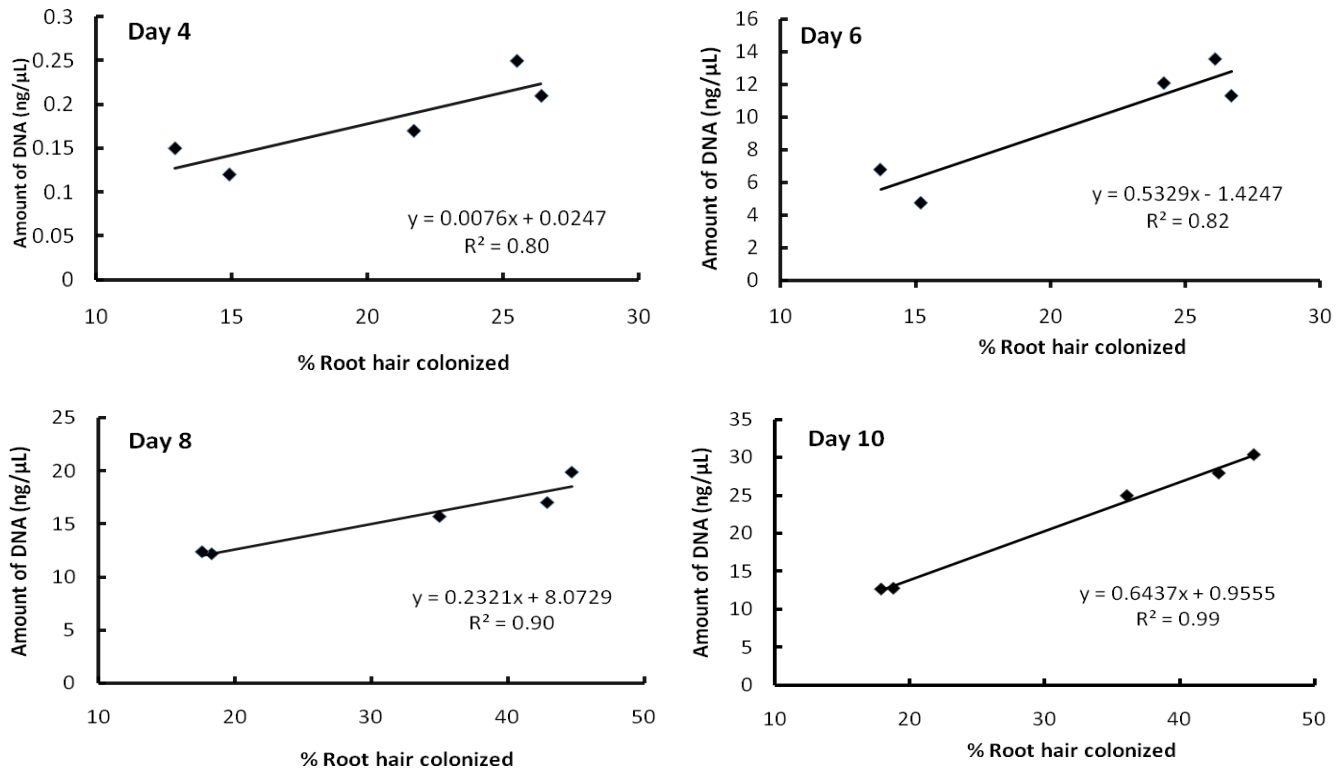 Day 4
Amount of DNA (ng/µL)
0.3
0.25
0.2
0.15
0.1
0.05
0
y = 0.0076x + 0.0247
R² = 0.80
10 15 20 25 30
% Root hair colonized
Day 6
Amount of DNA (ng/µL)
16
14
12
10
8
6
4
2
0
y = 0.5329x - 1.4247
R² = 0.82
10 15 20 25 30
% Root hair colonized
Day 8
Amount of DNA (ng/µL)
25
20
15
10
5
0
y = 0.2321x + 8.0729
R² = 0.90
10 20 30 40 50
% Root hair colonized
Day 10
Amount of DNA (ng/µL)
35
30
25
20
15
10
5
0
y = 0.6437x + 0.9555
R² = 0.99
10 20 30 40 50
% Root hair colonized